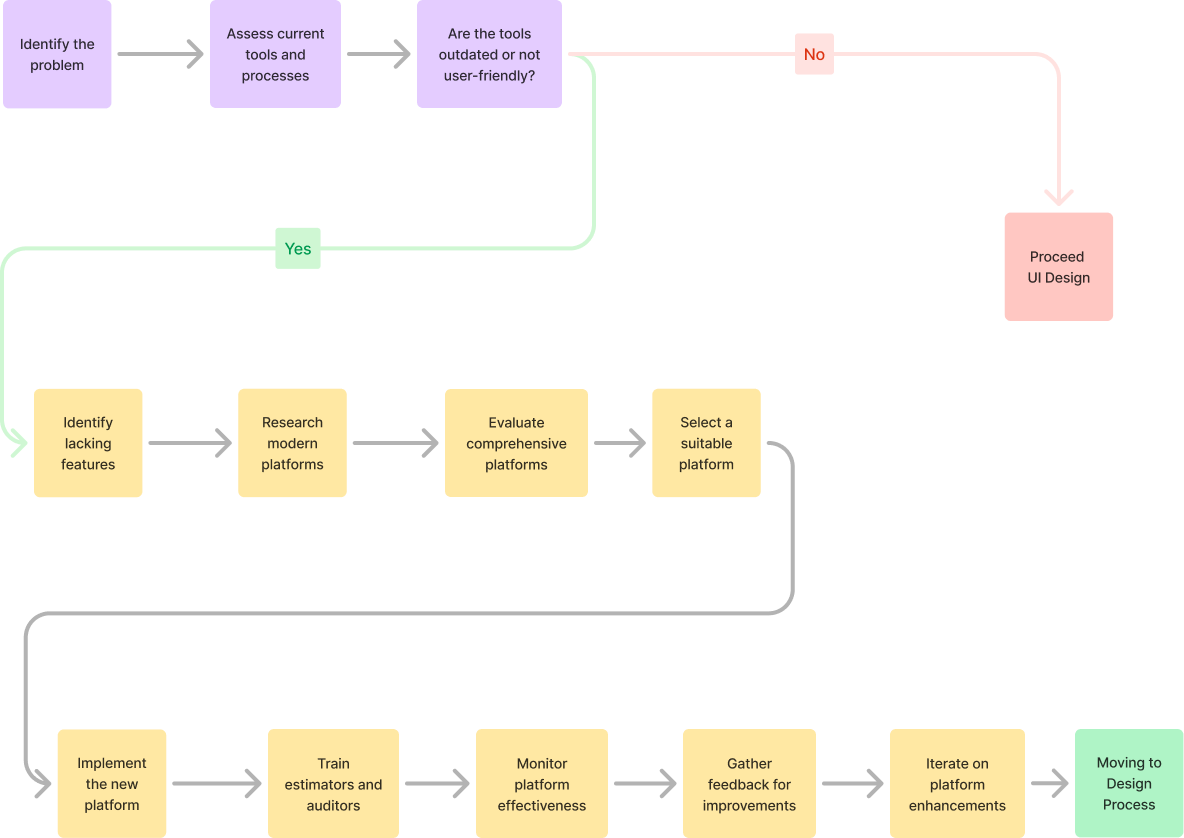 Identify the
problem
Assess current
tools and
processes
Are the tools
outdated or not
user-friendly?
No
Yes
Proceed
UI Design
Identify
lacking
features
Research
modern
platforms
Evaluate
comprehensive
platforms
Select a
suitable
platform
Implement
the new
platform
Train
estimators and
auditors
Monitor
platform
effectiveness
Gather
feedback for
improvements
Iterate on
platform
enhancements
Moving to
Design
Process